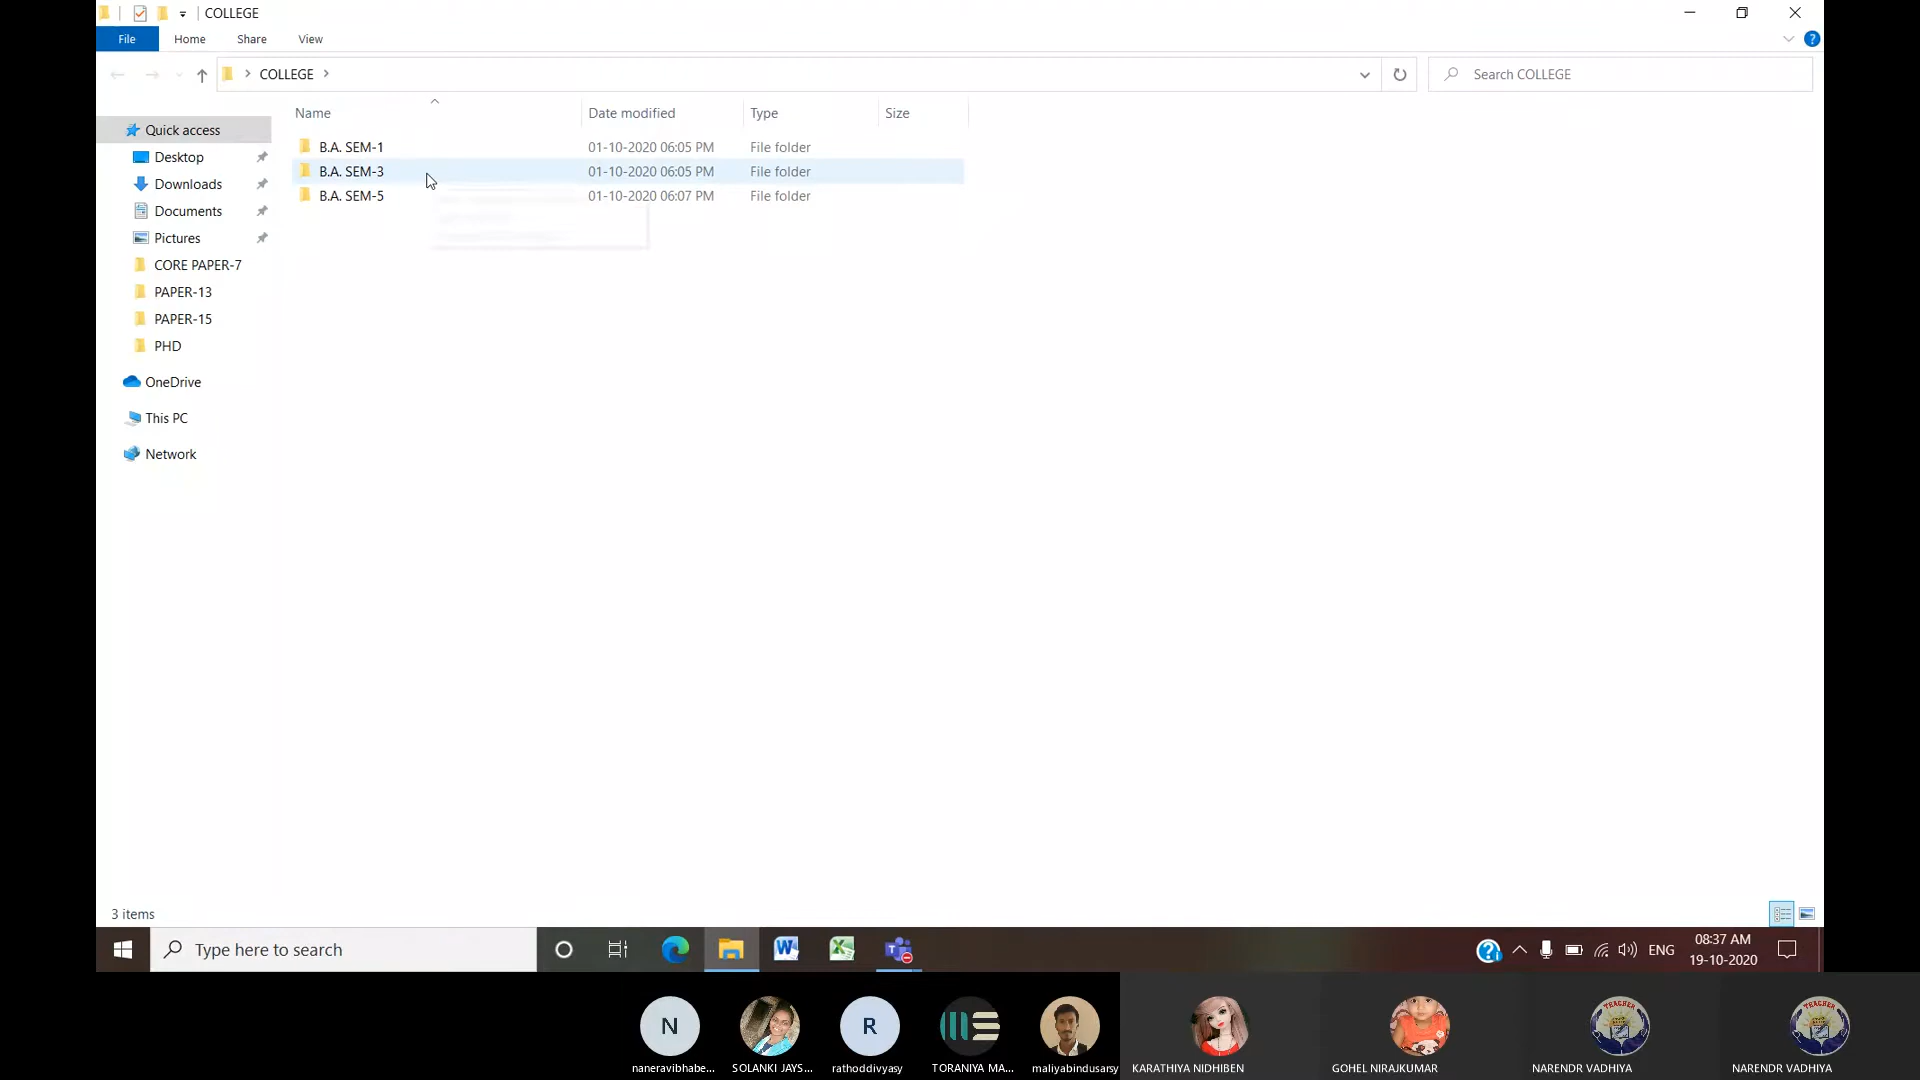 COLLEGE
File Home Share View
COLLEGE
Search COLLEGE
Name Date modified Type Size
Quick access
Desktop
Downloads
Documents
Pictures
CORE PAPER-7
PAPER-13
PAPER-15
PHD
OneDrive
This PC
Network
B.A. SEM-1 01-10-2020 06:05 PM File folder
B.A. SEM-3 01-10-2020 06:05 PM File folder
B.A. SEM-5 01-10-2020 06:07 PM File folder
3 items
Type here to search
ENG
08:37 AM
19-10-2020
N
R
naneravibhabe...
SOLANKI JAYS...
rathoddivyasy
TORANIYA MA...
maliyabindusarsy
KARATHIYA NIDHIBEN
GOHEL NIRAJKUMAR
TEACHER
NARENDR VADHIYA
TEACHER
NARENDR VADHIYA